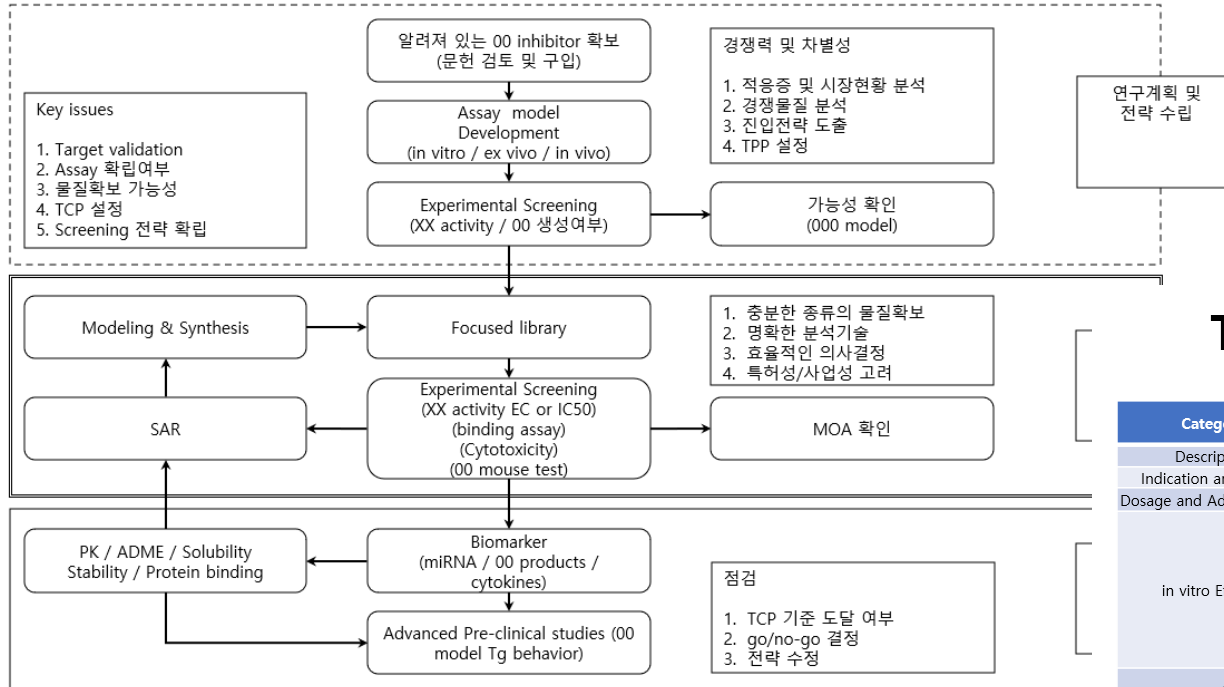 알려져 있는 00 inhibitor 확보
(문헌 검토 및 구입)
경쟁력 및 차별성
1. 적응증 및 시장현황 분석
2. 경쟁물질 분석
3. 진입전략 도출
4. TPP 설정
연구계획 및
전략 수립
Key issues
1. Target validation
2. Assay 확립여부
3. 물질확보 가능성
4. TCP 설정
5. Screening 전략 확립
Assay model
Development
(in vitro / ex vivo / in vivo)
Experimental Screening
(XX activity / 00 생성여부)
가능성 확인
(000 model)
Modeling & Synthesis
Focused library
1. 충분한 종류의 물질확보
2. 명확한 분석기술
3. 효율적인 의사결정
4. 특허성/사업성 고려
SAR
Experimental Screening
(XX activity EC or IC50)
(binding assay)
(Cytotoxicity)
(00 mouse test)
MOA 확인
PK / ADME / Solubility
Stability / Protein binding
Biomarker
(miRNA / 00 products /
cytokines)
Advanced Pre-clinical studies (00
model Tg behavior)
점검
1. TCP 기준 도달 여부
2. go/no-go 결정
3. 전략 수정
T
Catego
Descrip
Indication ar
Dosage and Ad
in vitro Ef